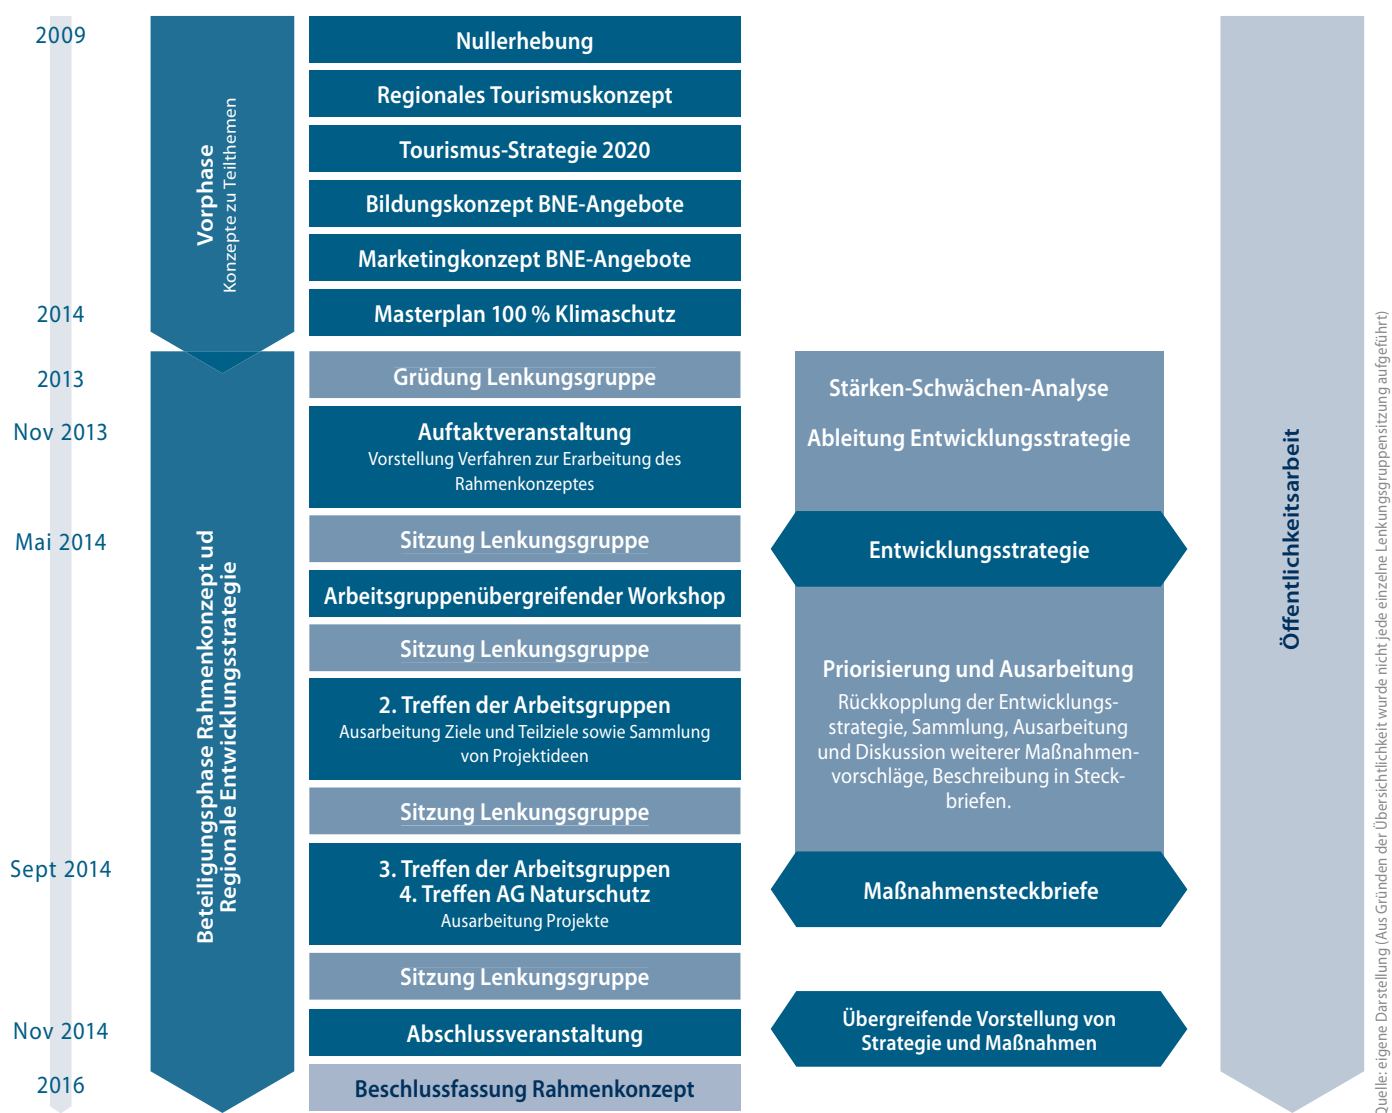 2009
2014
2013
Nov 2013
Mai 2014
Sept 2014
Nov 2014
2016
Vorphase
Konzepte zu Teilthemen
Beteiligungsphase Rahmenkonzept ud
Regionale Entwicklungsstrategie
Nullerhebung
Regionales Tourismuskonzept
Tourismus-Strategie 2020
Bildungskonzept BNE-Angebote
Marketingkonzept BNE-Angebote
Masterplan 100 % Klimaschutz
Grüdung Lenkungsgruppe
Auftaktveranstaltung
Vorstellung Verfahren zur Erarbeitung des
Rahmenkonzeptes
Sitzung Lenkungsgruppe
Arbeitsgruppenübergreifender Workshop
Sitzung Lenkungsgruppe
2. Treffen der Arbeitsgruppen
Ausarbeitung Ziele und Teilziele sowie Sammlung
von Projektideen
Sitzung Lenkungsgruppe
3. Treffen der Arbeitsgruppen
4. Treffen AG Naturschutz
Ausarbeitung Projekte
Sitzung Lenkungsgruppe
Abschlussveranstaltung
Beschlussfassung Rahmenkonzept
Stärken-Schwächen-Analyse
Ableitung Entwicklungsstrategie
Entwicklungsstrategie
Priorisierung und Ausarbeitung
Rückkopplung der Entwicklungs-
strategie, Sammlung, Ausarbeitung
und Diskussion weiterer Maßnahmen-
vorschläge, Beschreibung in Steck-
briefen.
Maßnahmensteckbriefe
Übergreifende Vorstellung von
Strategie und Maßnahmen
Öffentlichkeitsarbeit
Quelle: eigene Darstellung (Aus Gründen der Übersichtlichkeit wurde nicht jede einzelne Lenkungsgruppensitzung aufgeführt)